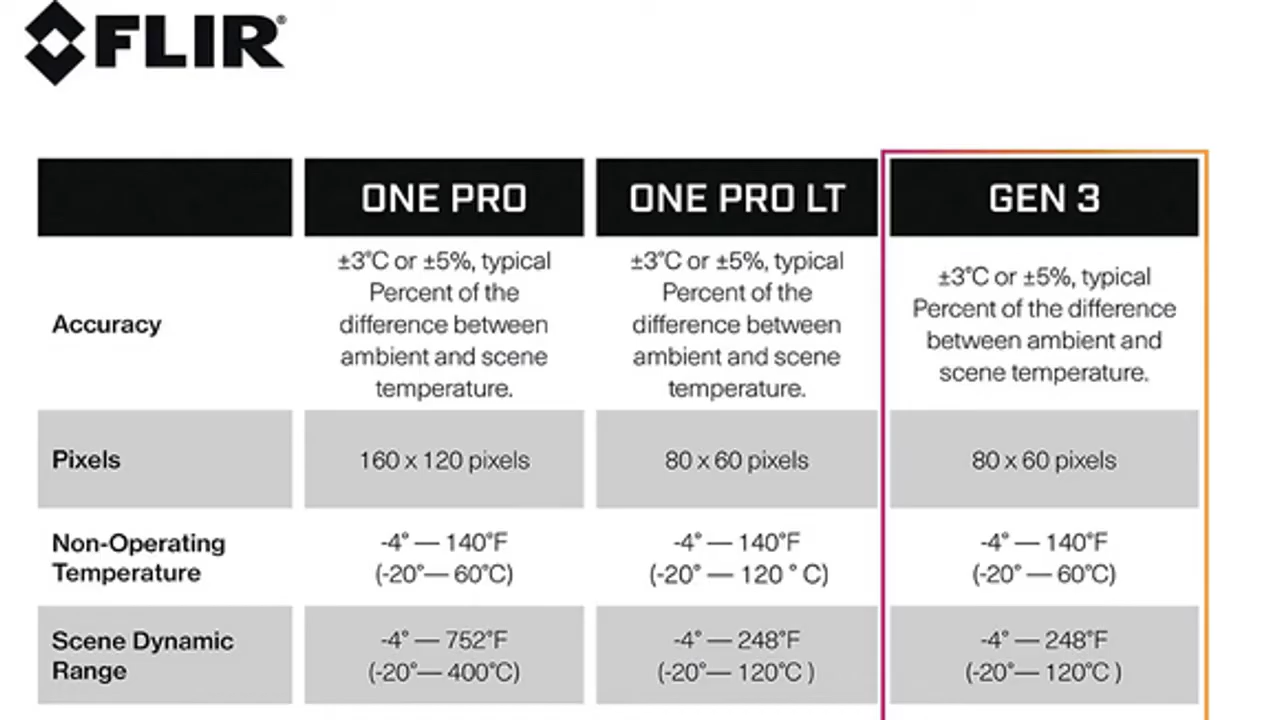 FLIR®
ONE PRO
ONE PRO LT
GEN 3
Accuracy
±3°C or ±5%, typical
Percent of the
difference between
ambient and scene
temperature.
±3°C or ±5%, typical
Percent of the
difference between
ambient and scene
temperature.
±3°C or ±5%, typical
Percent of the difference
between ambient and
scene temperature.
Pixels
160 x 120 pixels
80 x 60 pixels
80 x 60 pixels
Non-Operating
Temperature
-4° — 140°F
(-20°— 60°C)
-4° — 140°F
(-20° — 120 ° C)
-4° — 140°F
(-20° — 60°C)
Scene Dynamic
Range
-4° — 752°F
(-20°— 400°C)
-4° — 248°F
(-20°— 120°C )
-4° — 248°F
(-20°— 120°C )